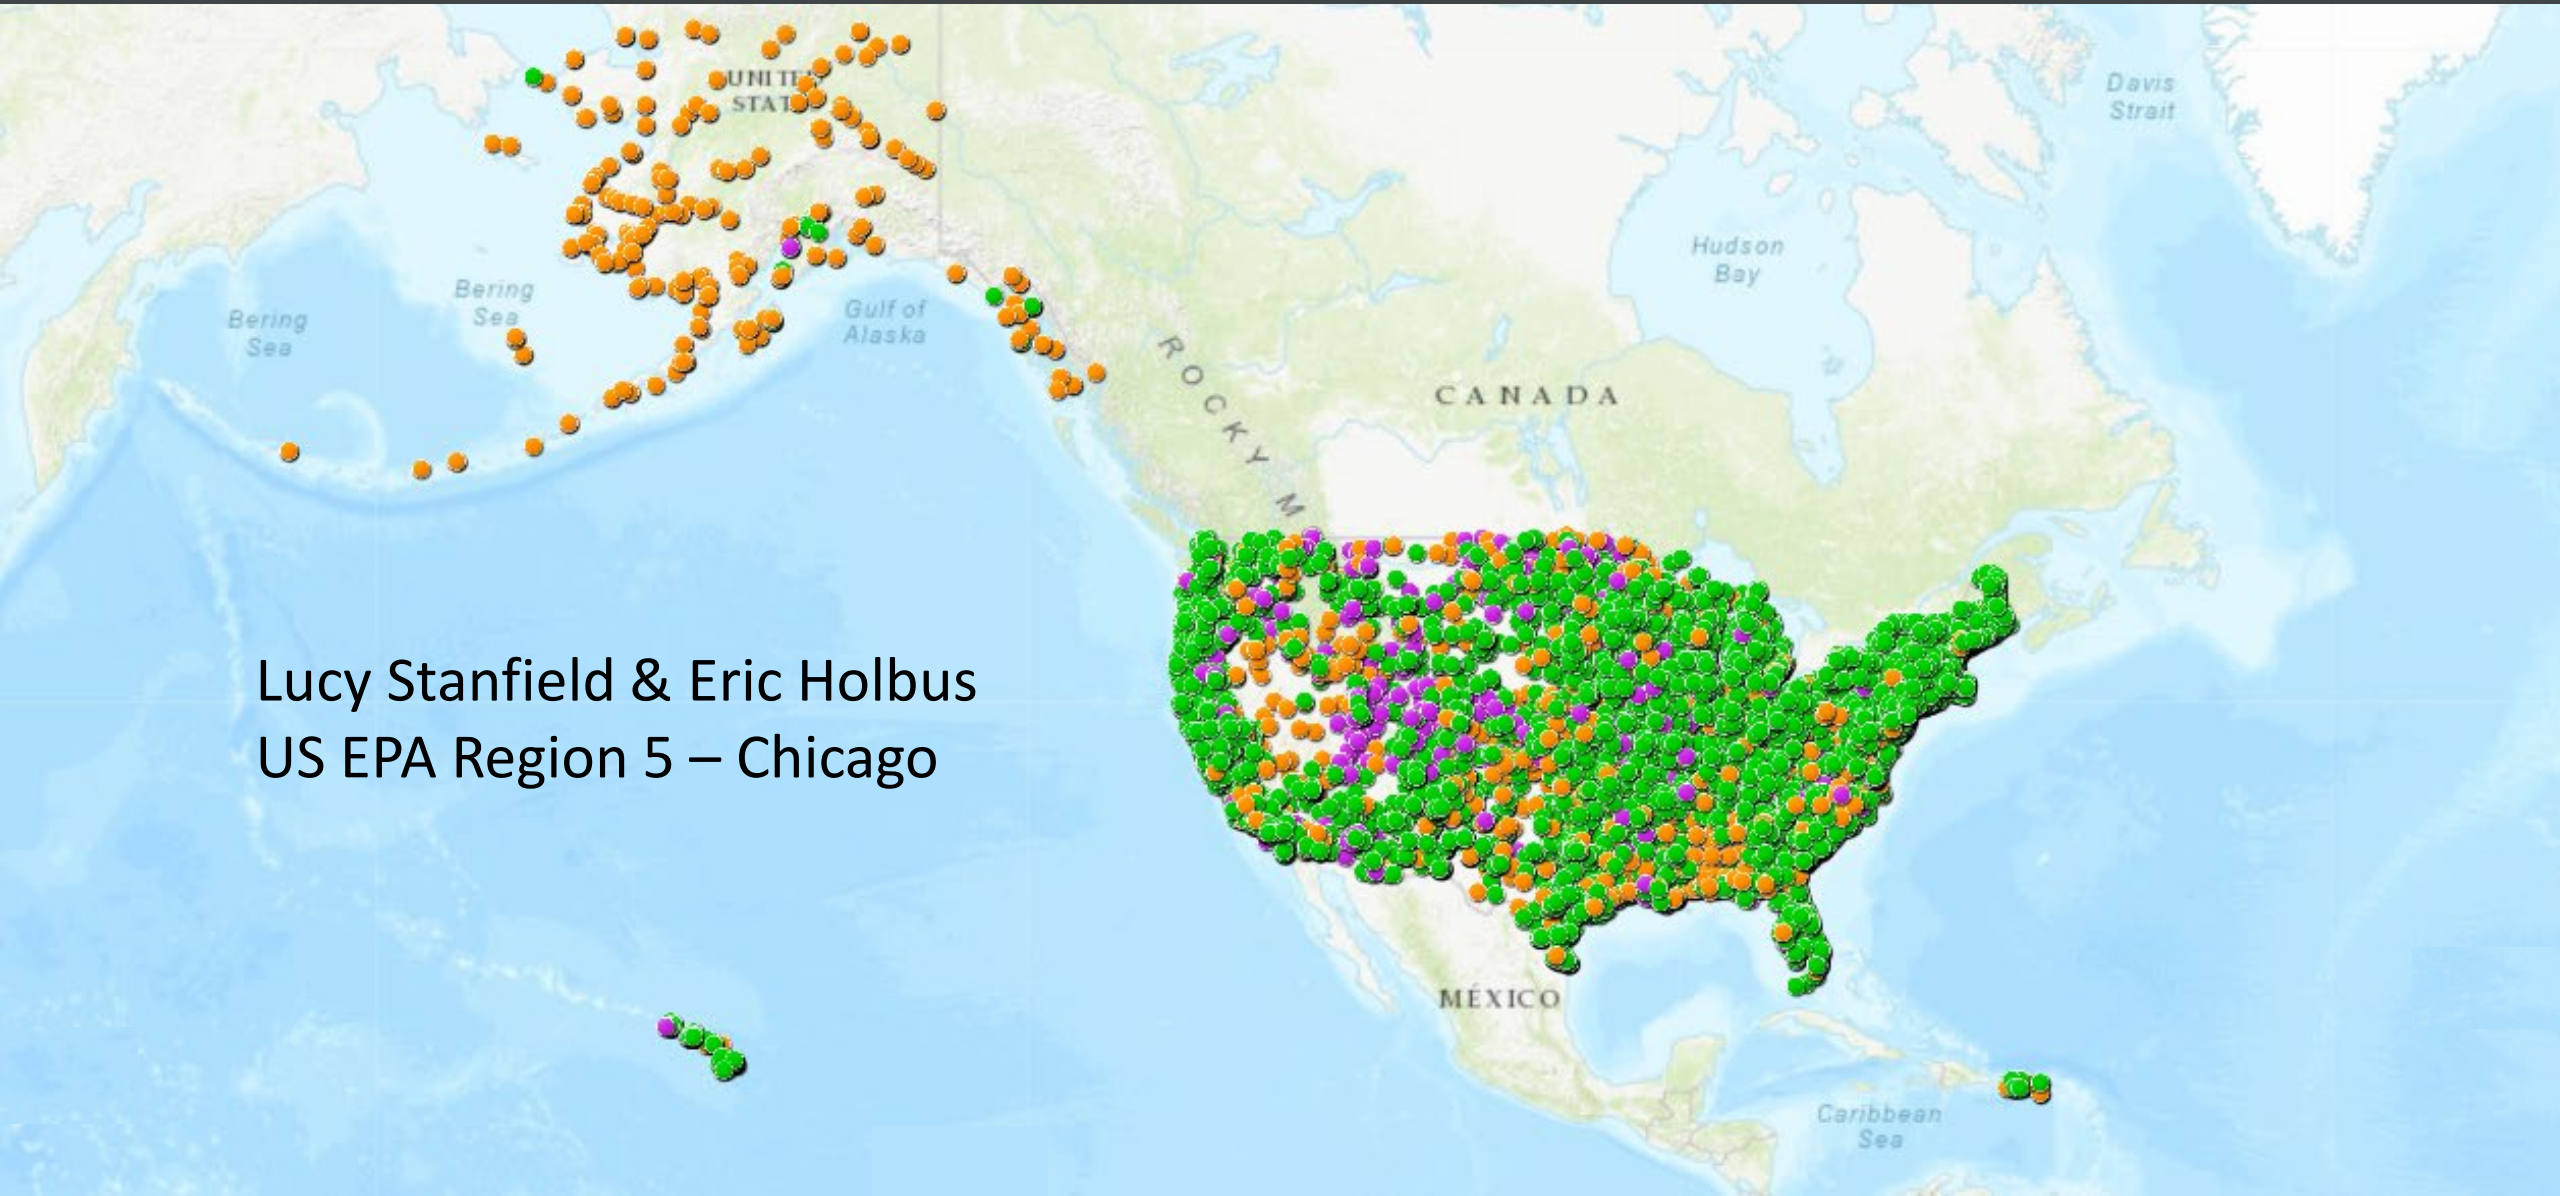 UNITED
STAT
Davis
Strait
Hudson
Bay
Bering
Sea
Bering
Sea
Gulf of
Alaska
ROCKY M
CANADA
Lucy Stanfield & Eric Holbus
US EPA Region 5 – Chicago
MÉXICO
Caribbean
Sea